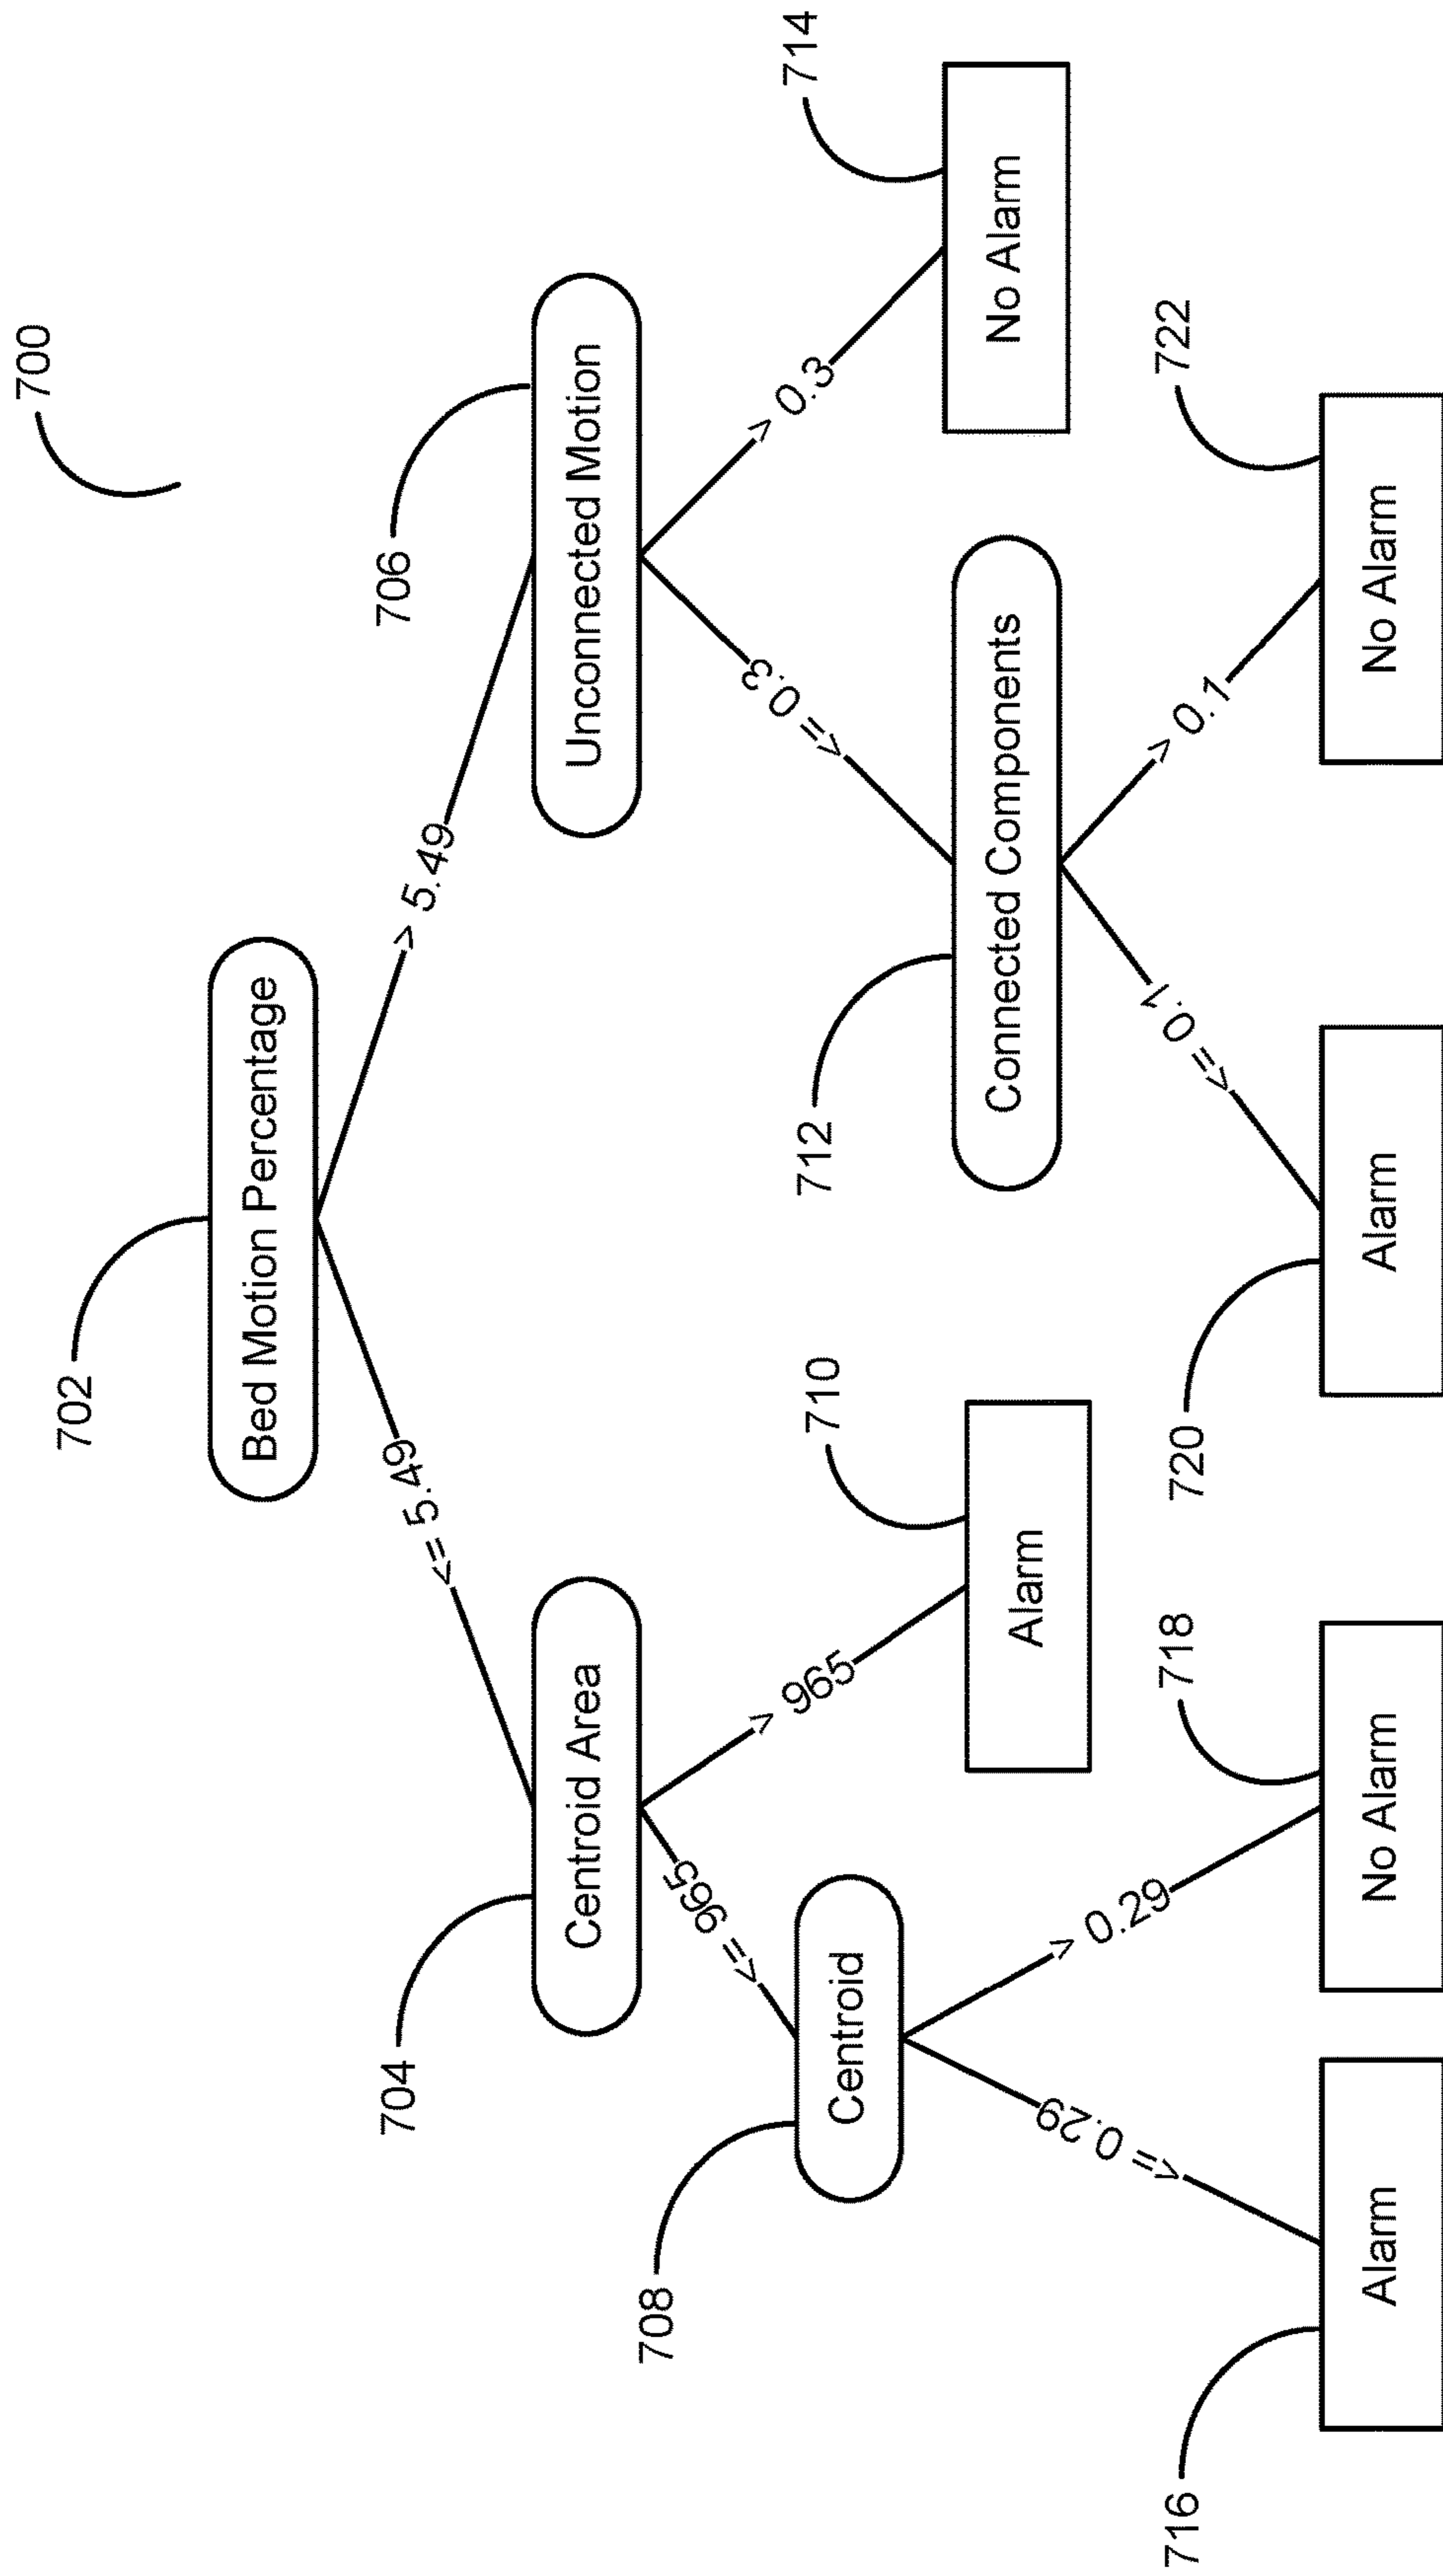 700
702
Bed Motion Percentage
<= 5.49
> 5.49
704
Centroid Area
706
Unconnected Motion
<= 965
> 965
<= 0.3
> 0.3
708
Centroid
710
Alarm
712
Connected Components
714
No Alarm
<= 0.29
> 0.29
<= 0.1
> 0.1
716
Alarm
718
No Alarm
720
Alarm
722
No Alarm